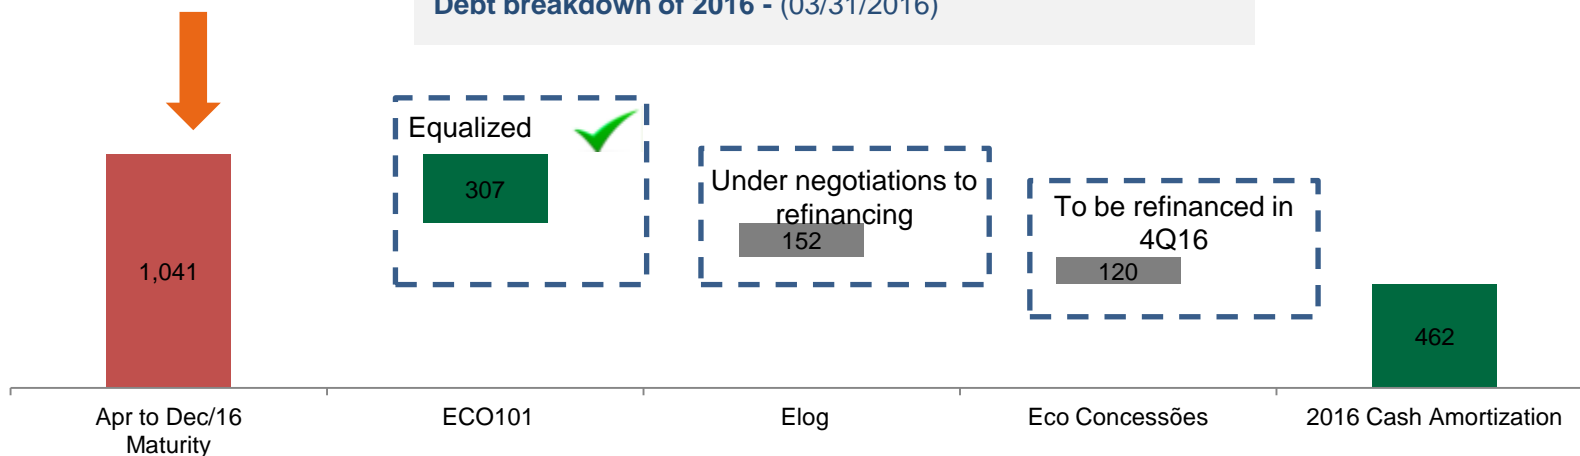 Debt breakdown of 2016 - (03/31/2016)
Equalized
307
Under negotiations to
refinancing
152
To be refinanced in
4Q16
120
1,041
462
Apr to Dec/16
Maturity
ECO101
Elog
Eco Concessões
2016 Cash Amortization